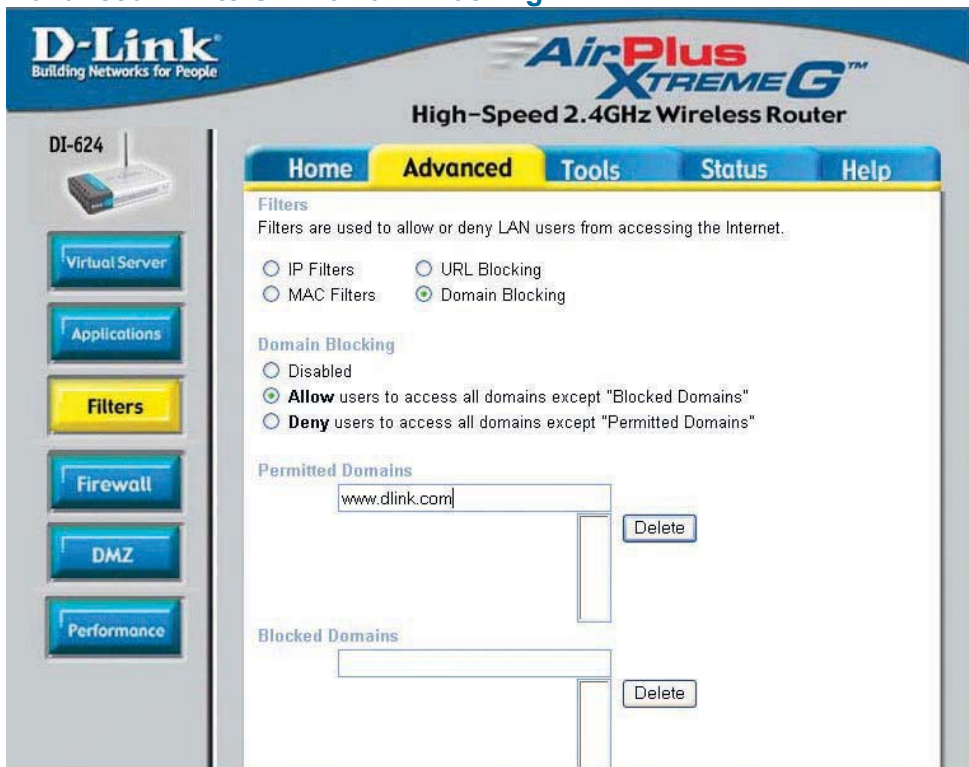 D-Link
Building Networks for People
AirPlus
XTREME G™
High-Speed 2.4GHz Wireless Router
DI-624
Home Advanced Tools Status Help
Virtual Server
Applications
Filters
Firewall
DMZ
Performance
Filters
Filters are used to allow or deny LAN users from accessing the Internet.
IP Filters URL Blocking
MAC Filters Domain Blocking
Domain Blocking
Disabled
Allow users to access all domains except "Blocked Domains"
Deny users to access all domains except "Permitted Domains"
Permitted Domains
www.dlink.com
Delete
Blocked Domains
Delete